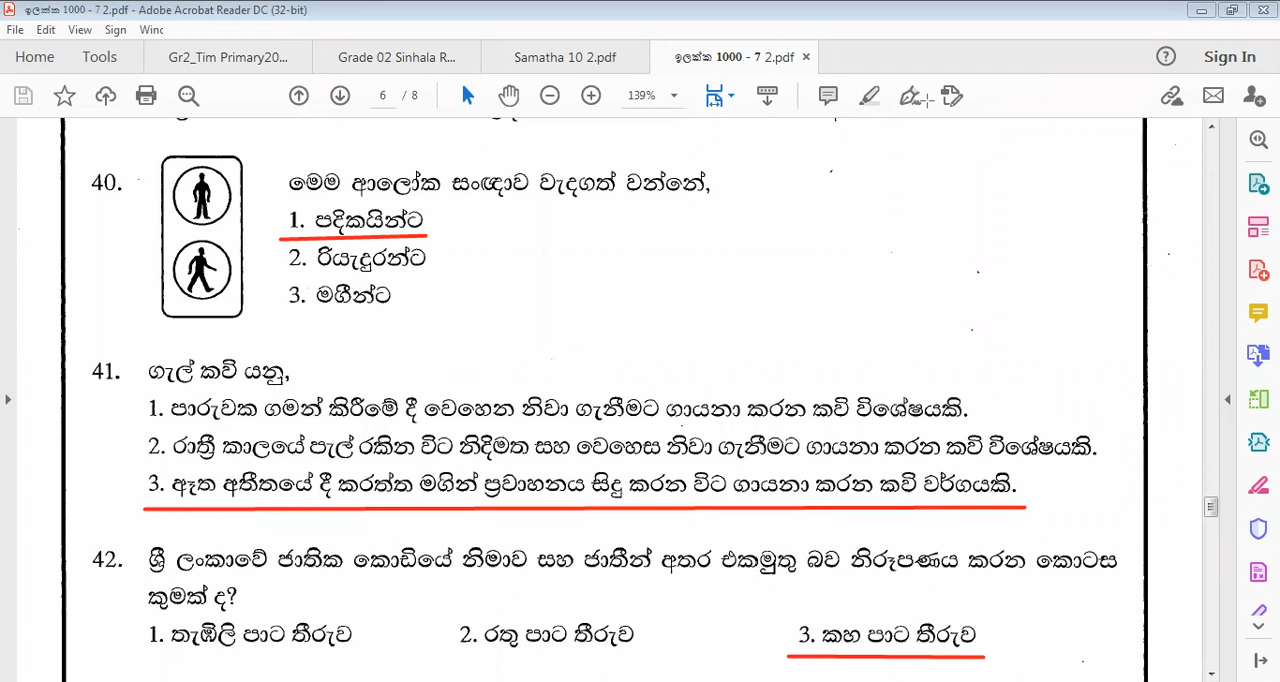 ඉලක්ක 1000 - 7 2.pdf - Adobe Acrobat Reader DC (32-bit)
File Edit View Sign Winc
Home Tools Gr2_Tim Primary20... Grade 02 Sinhala R... Samatha 10 2.pdf ඉලක්ක 1000 - 7 2.pdf × Sign In
6 / 8 139%
40. මෙම ආලෝක සංඥාව වැදගත් වන්නේ,
1. පදිකයින්ට
2. රියැදුරන්ට
3. මගීන්ට
41. ගැල් කවි යනු,
1. පාරුවක ගමන් කිරීමේ දී වෙහෙන නිවා ගැනීමට ගායනා කරන කවි විශේෂයකි.
2. රාත්‍රී කාලයේ පැල් රකින විට නිදිමත සහ වෙහෙස නිවා ගැනීමට ගායනා කරන කවි විශේෂයකි.
3. ඈත අතීතයේ දී කරත්ත මගින් ප්‍රවාහනය සිදු කරන විට ගායනා කරන කවි වර්ගයකි.
42. ශ්‍රී ලංකාවේ ජාතික කොඩියේ නිමාව සහ ජාතීන් අතර එකමුතු බව නිරූපණය කරන කොටස
කුමක් ද?
1. තැඹිලි පාට තීරුව 2. රතු පාට තීරුව 3. කහ පාට තීරුව